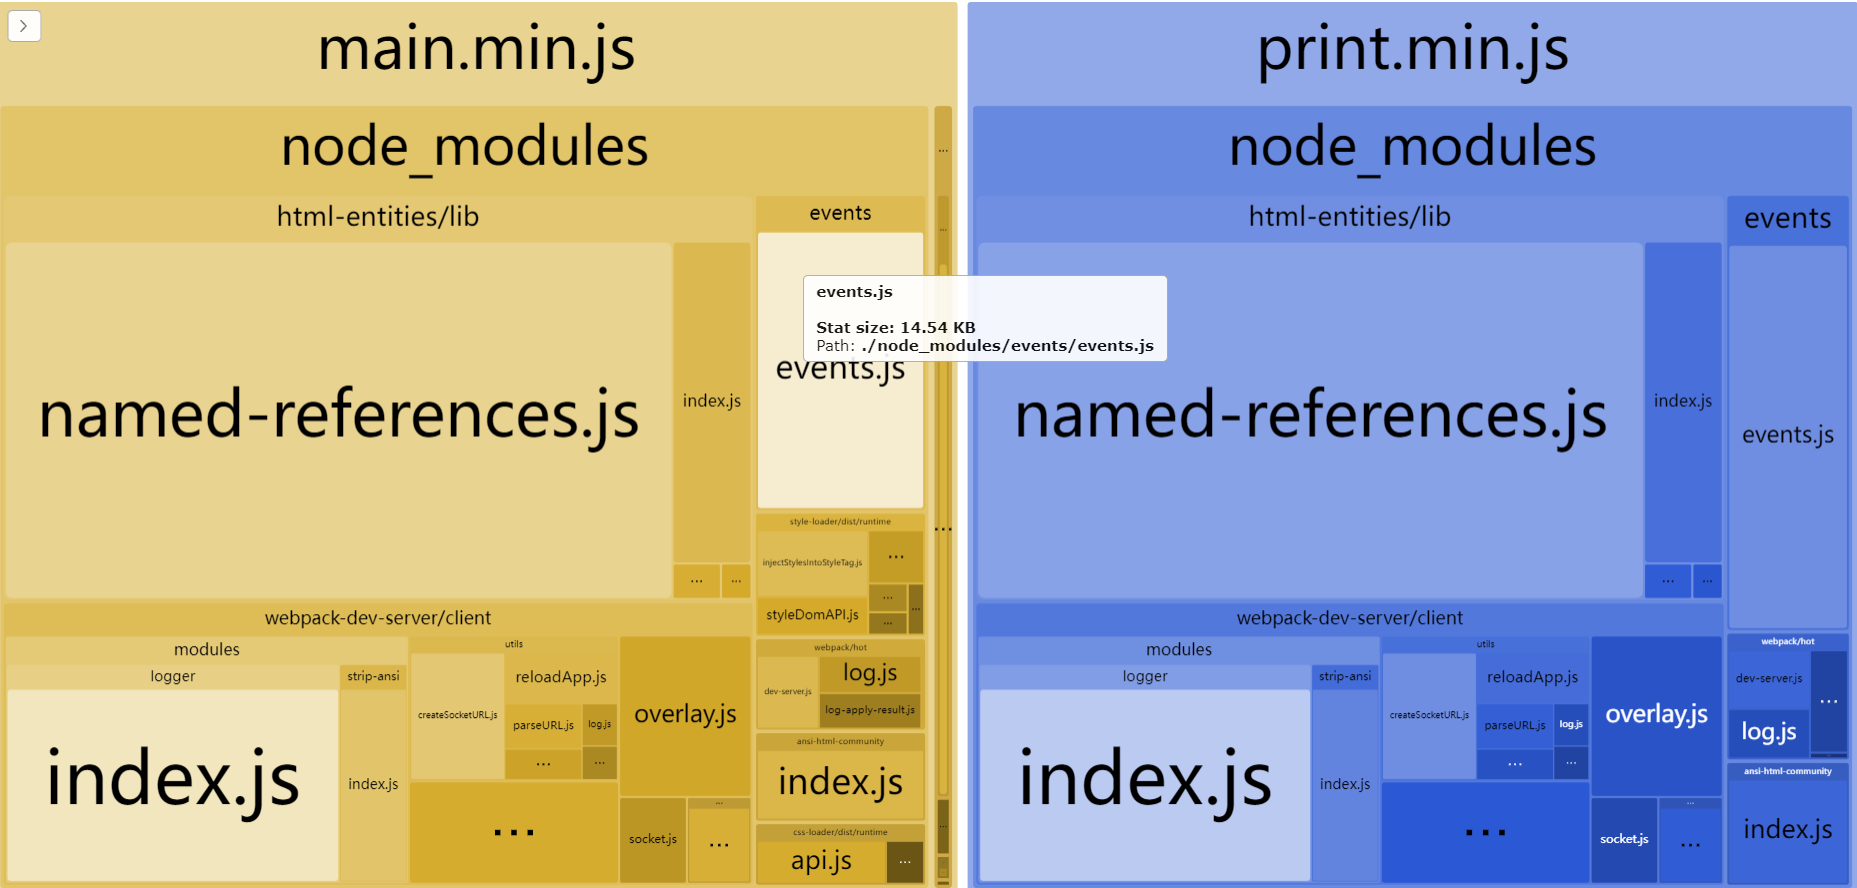 main.min.js
node_modules
html-entities/lib
named-references.js
index.js
...
...
events
events.js
events.js
Stat size: 14.54 KB
Path: ./node_modules/events/events.js
style-loader/dist/runtime
injectStylesIntoStyleTag.js
...
styleDomAPI.js
...
...
...
webpack-dev-server/client
modules
logger
index.js
strip-ansi
index.js
utils
createSocketURL.js
reloadApp.js
parseURL.js
log.js
...
...
...
overlay.js
socket.js
...
...
webpack/hot
dev-server.js
log.js
log-apply-result.js
ansi-html-community
index.js
css-loader/dist/runtime
api.js
...
...
...
...
...
print.min.js
node_modules
html-entities/lib
named-references.js
index.js
...
...
events
events.js
webpack-dev-server/client
modules
logger
index.js
strip-ansi
index.js
utils
createSocketURL.js
reloadApp.js
parseURL.js
log.js
...
...
...
overlay.js
socket.js
...
...
webpack/hot
dev-server.js
log.js
...
ansi-html-community
index.js